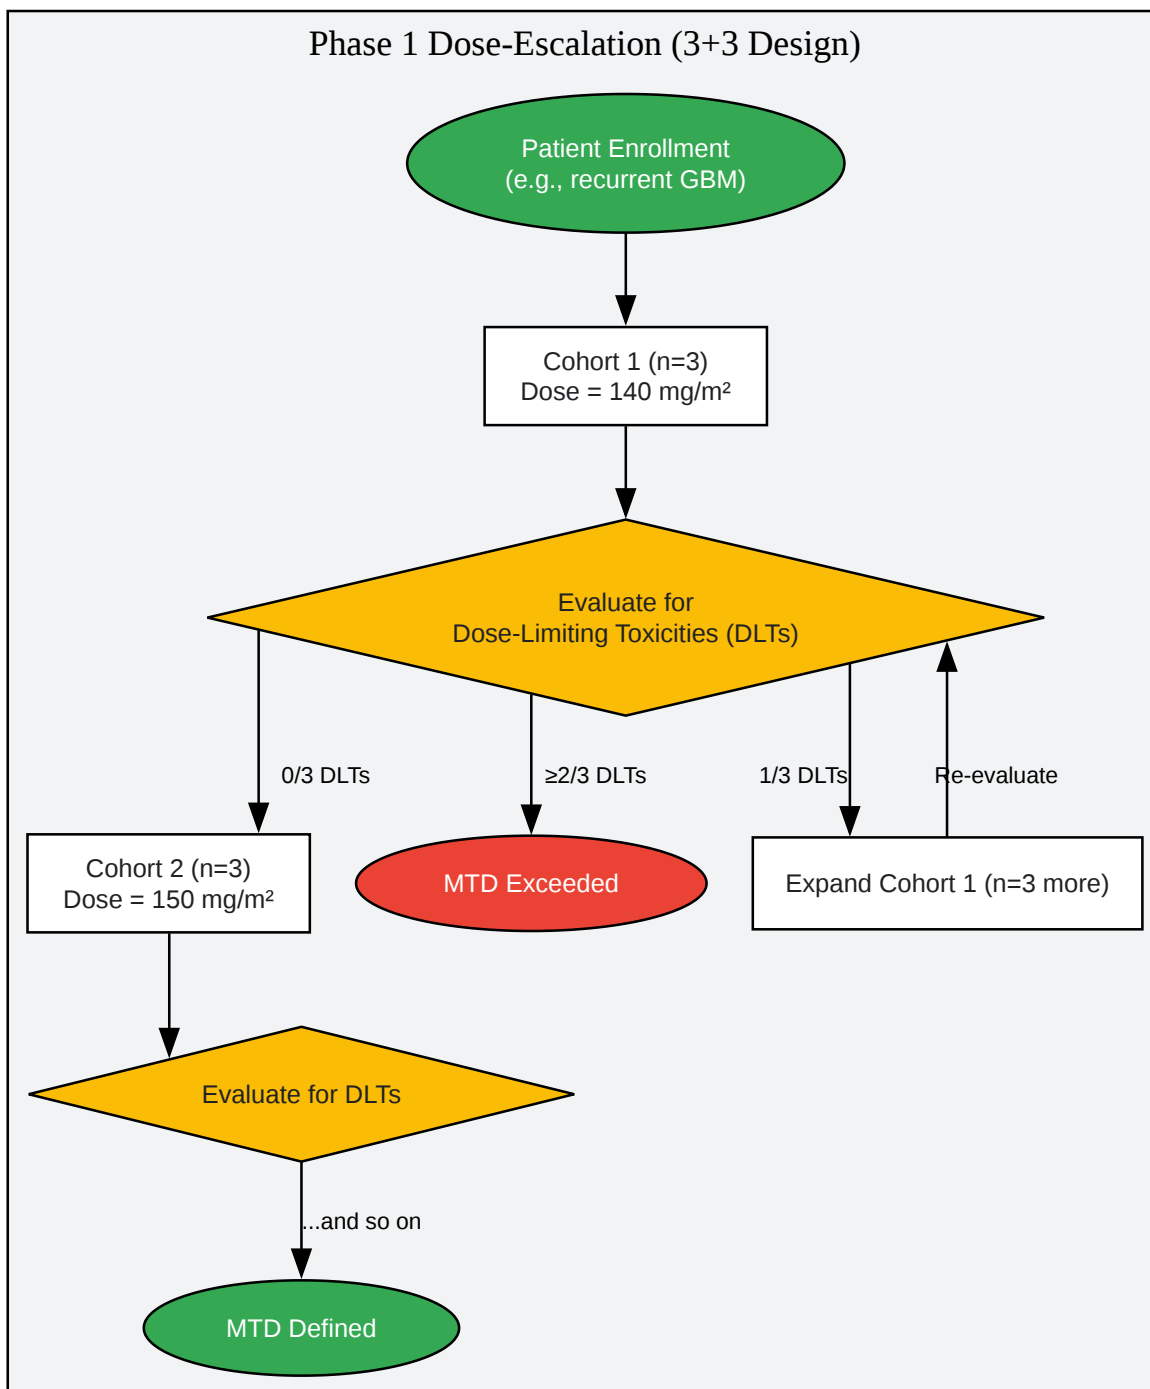 Phase 1 Dose-Escalation (3+3 Design)
Patient Enrollment
(e.g., recurrent GBM)
Cohort 1 (n=3)
Dose = 140 mg/m²
Evaluate for
Dose-Limiting Toxicities (DLTs)
0/3 DLTs
≥2/3 DLTs
1/3 DLTs
Re-evaluate
Cohort 2 (n=3)
Dose = 150 mg/m²
MTD Exceeded
Expand Cohort 1 (n=3 more)
Evaluate for DLTs
...and so on
MTD Defined